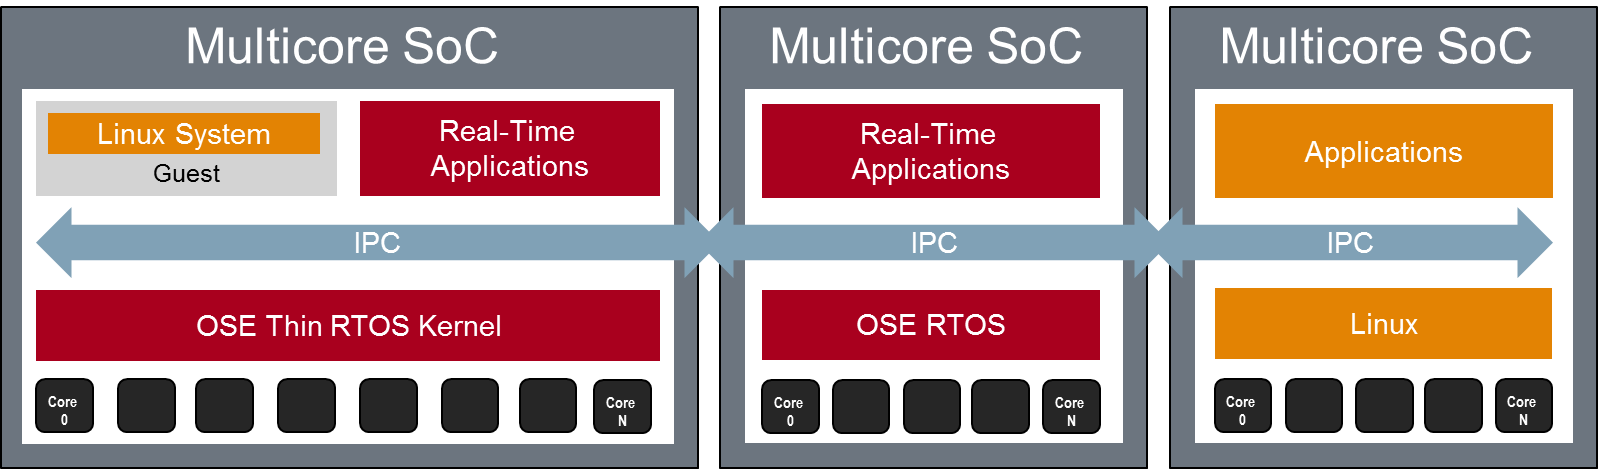 Multicore SoC
Linux System
Guest
Real-Time
Applications
IPC
OSE Thin RTOS Kernel
Core
0
Core
N
Multicore SoC
Real-Time
Applications
IPC
OSE RTOS
Core
0
Core
N
Multicore SoC
Applications
IPC
Linux
Core
0
Core
N